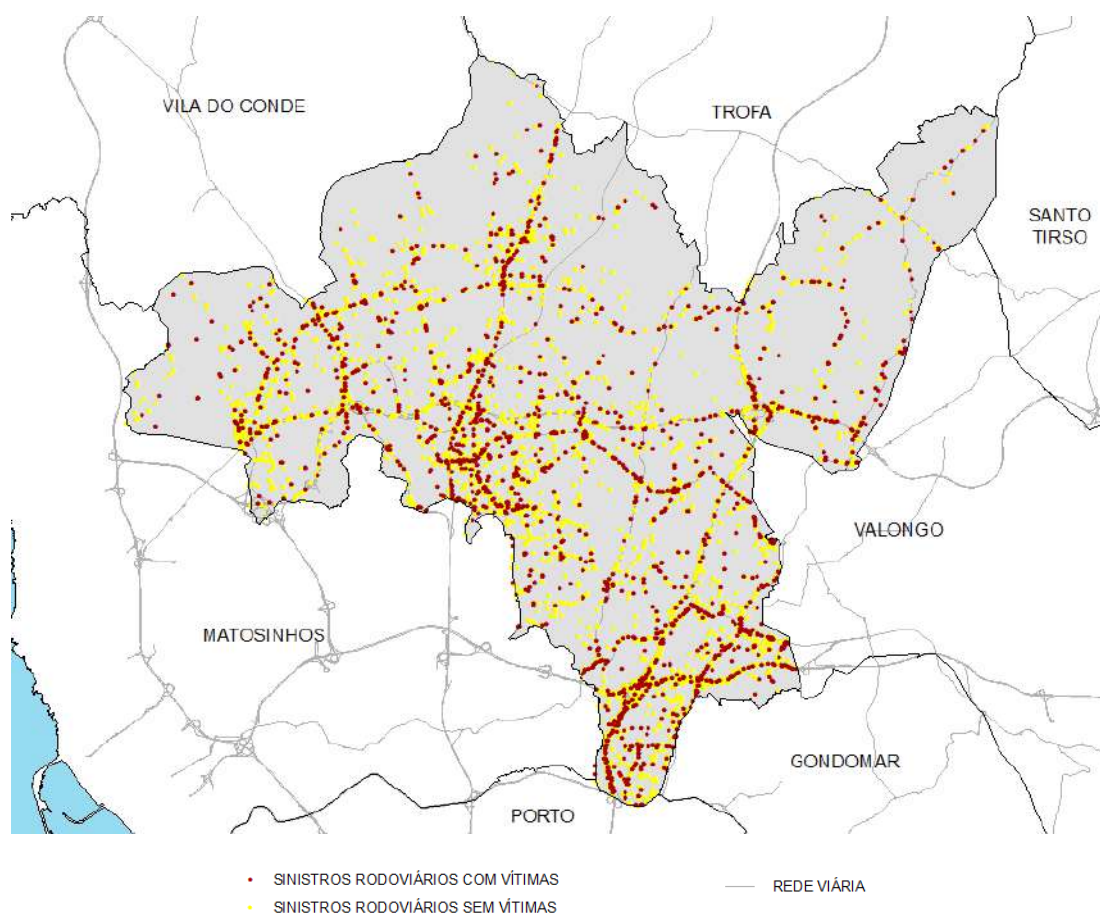 VILA DO CONDE
TROFA
SANTO
TIRSO
VALONGO
MATOSINHOS
GONDOMAR
PORTO
SINISTROS RODOVIÁRIOS COM VÍTIMAS
REDE VIÁRIA
SINISTROS RODOVIÁRIOS SEM VÍTIMAS